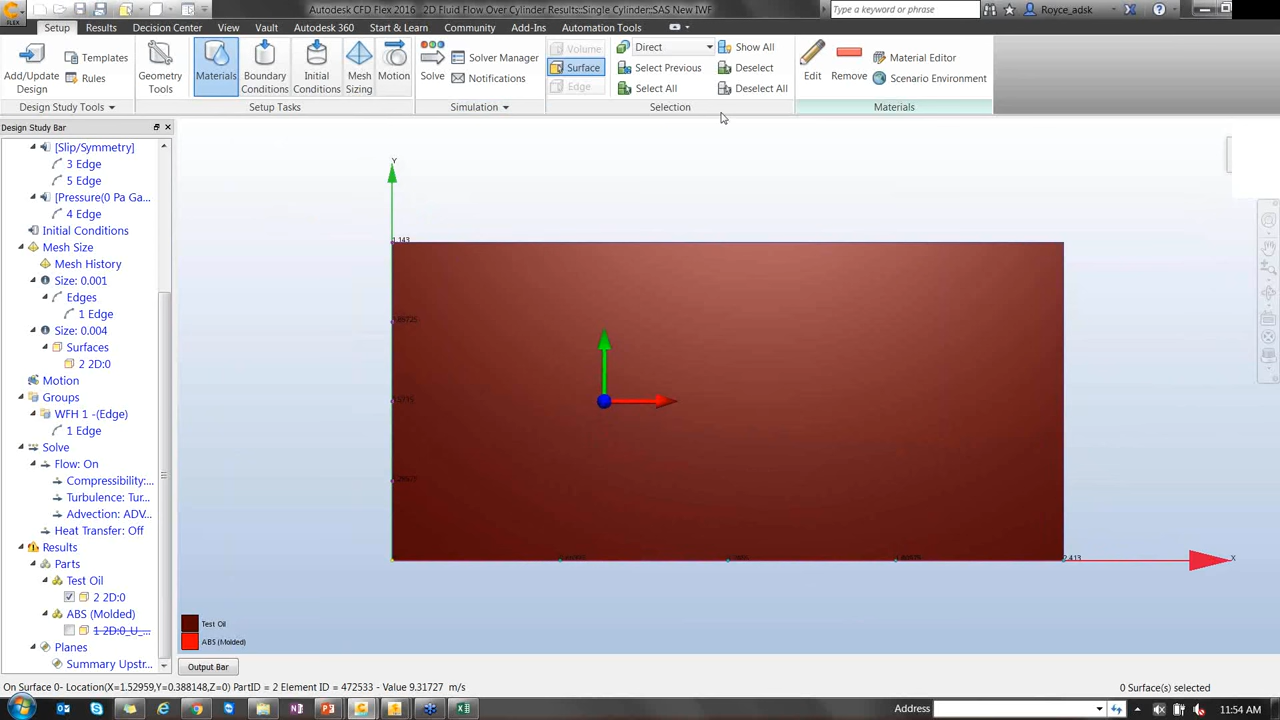 Autodesk CFD Flex 2016   2D Fluid Flow Over Cylinder Results::Single Cylinder::SAS New IWF
Type a keyword or phrase
Royce_adsk
FLEX
Setup Results Decision Center View Vault Autodesk 360 Start & Learn Community Add-Ins Automation Tools
Add/Update Design
Templates
Rules
Geometry Tools
Materials
Boundary Conditions
Initial Conditions
Mesh Sizing
Motion
Solve
Solver Manager
Notifications
Volume
Surface
Edge
Direct
Select Previous
Select All
Show All
Deselect
Deselect All
Edit
Remove
Material Editor
Scenario Environment
Design Study Tools
Setup Tasks
Simulation
Selection
Materials
Design Study Bar
[Slip/Symmetry]
3 Edge
5 Edge
[Pressure(0 Pa Ga...
4 Edge
Initial Conditions
Mesh Size
Mesh History
Size: 0.001
Edges
1 Edge
Size: 0.004
Surfaces
2 2D:0
Motion
Groups
WFH 1 -(Edge)
1 Edge
Solve
Flow: On
Compressibility:...
Turbulence: Tur...
Advection: ADV...
Heat Transfer: Off
Results
Parts
Test Oil
2 2D:0
ABS (Molded)
1 2D:0_U_...
Planes
Summary Upstr...
Y
1.143
X
2.413
Test Oil
ABS (Molded)
Output Bar
On Surface 0- Location(X=1.52959,Y=0.388148,Z=0) PartID = 2 Element ID = 472533 - Value 9.31727  m/s
0 Surface(s) selected
Address
11:54 AM